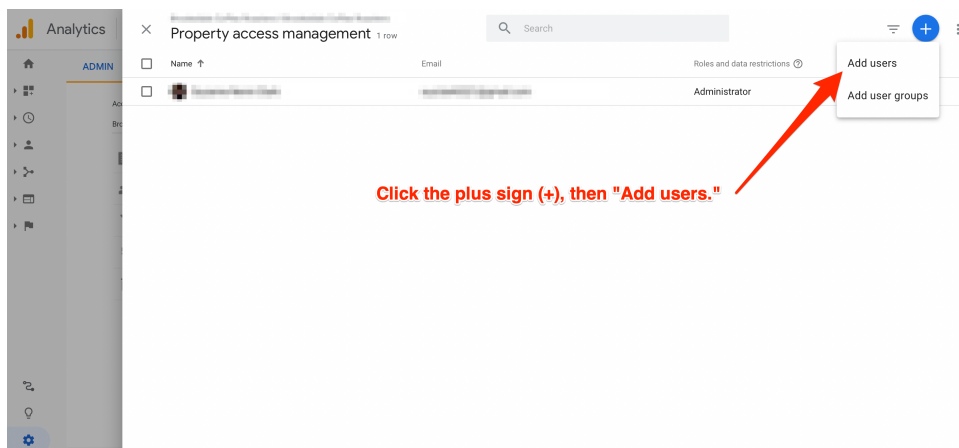 Analytics
Property access management 1 row
Search
ADMIN
Name
Email
Roles and data restrictions
Administrator
Add users
Add user groups
Click the plus sign (+), then "Add users."